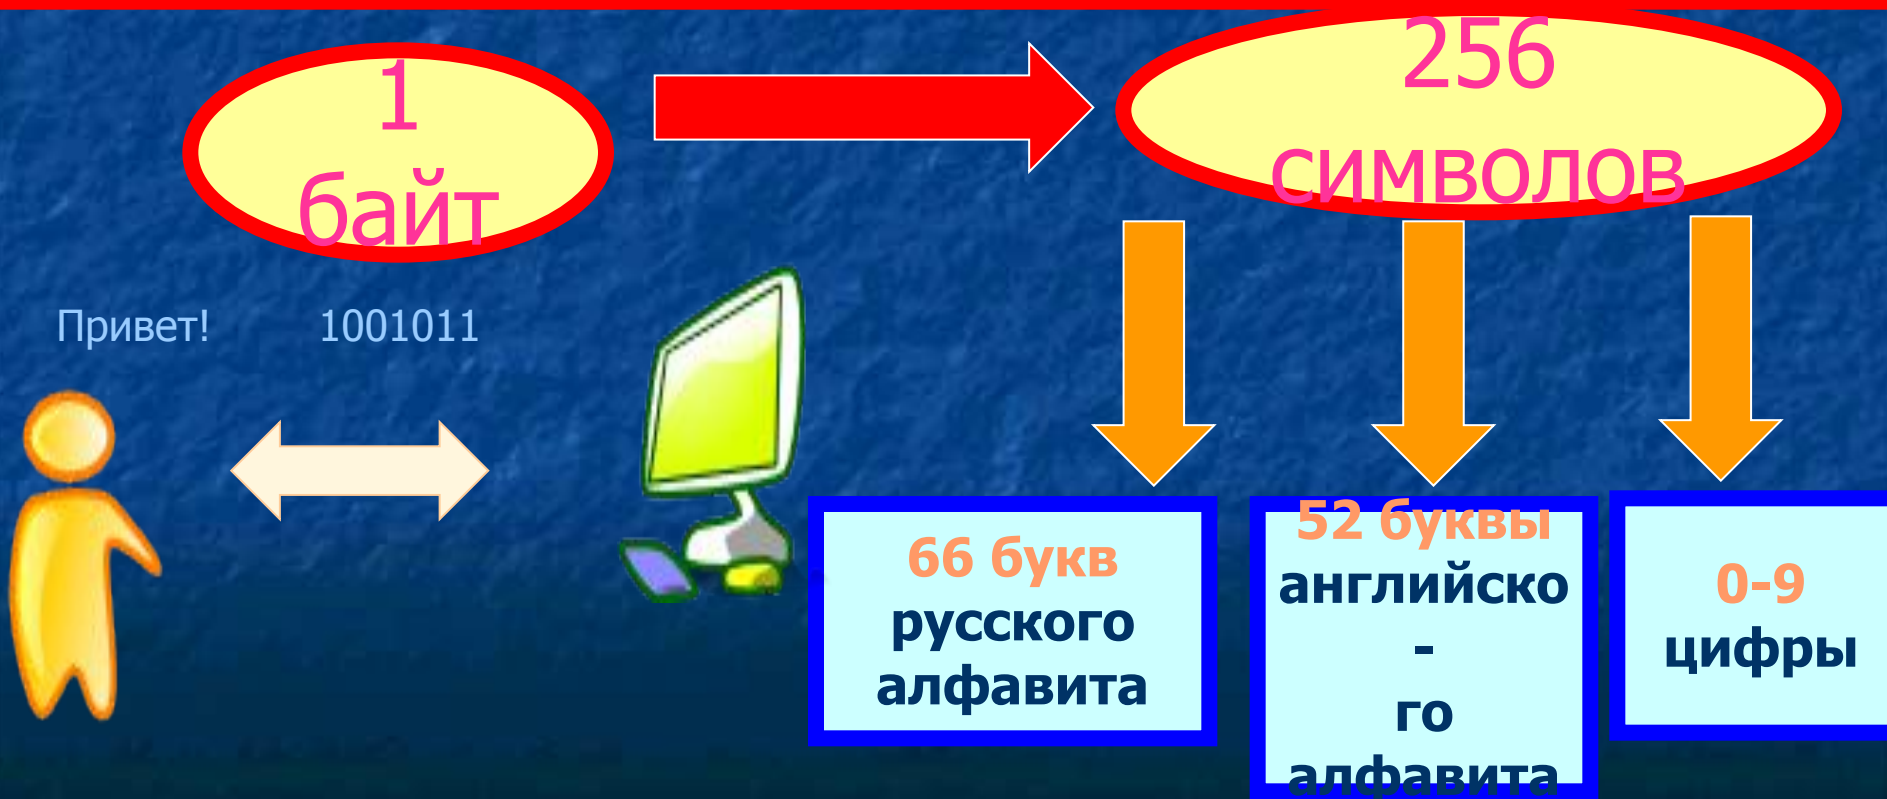 1
байт
256
символов
Привет!
1001011
66 букв
русского
алфавита
52 буквы
английско
-
го
алфавита
0-9
цифры